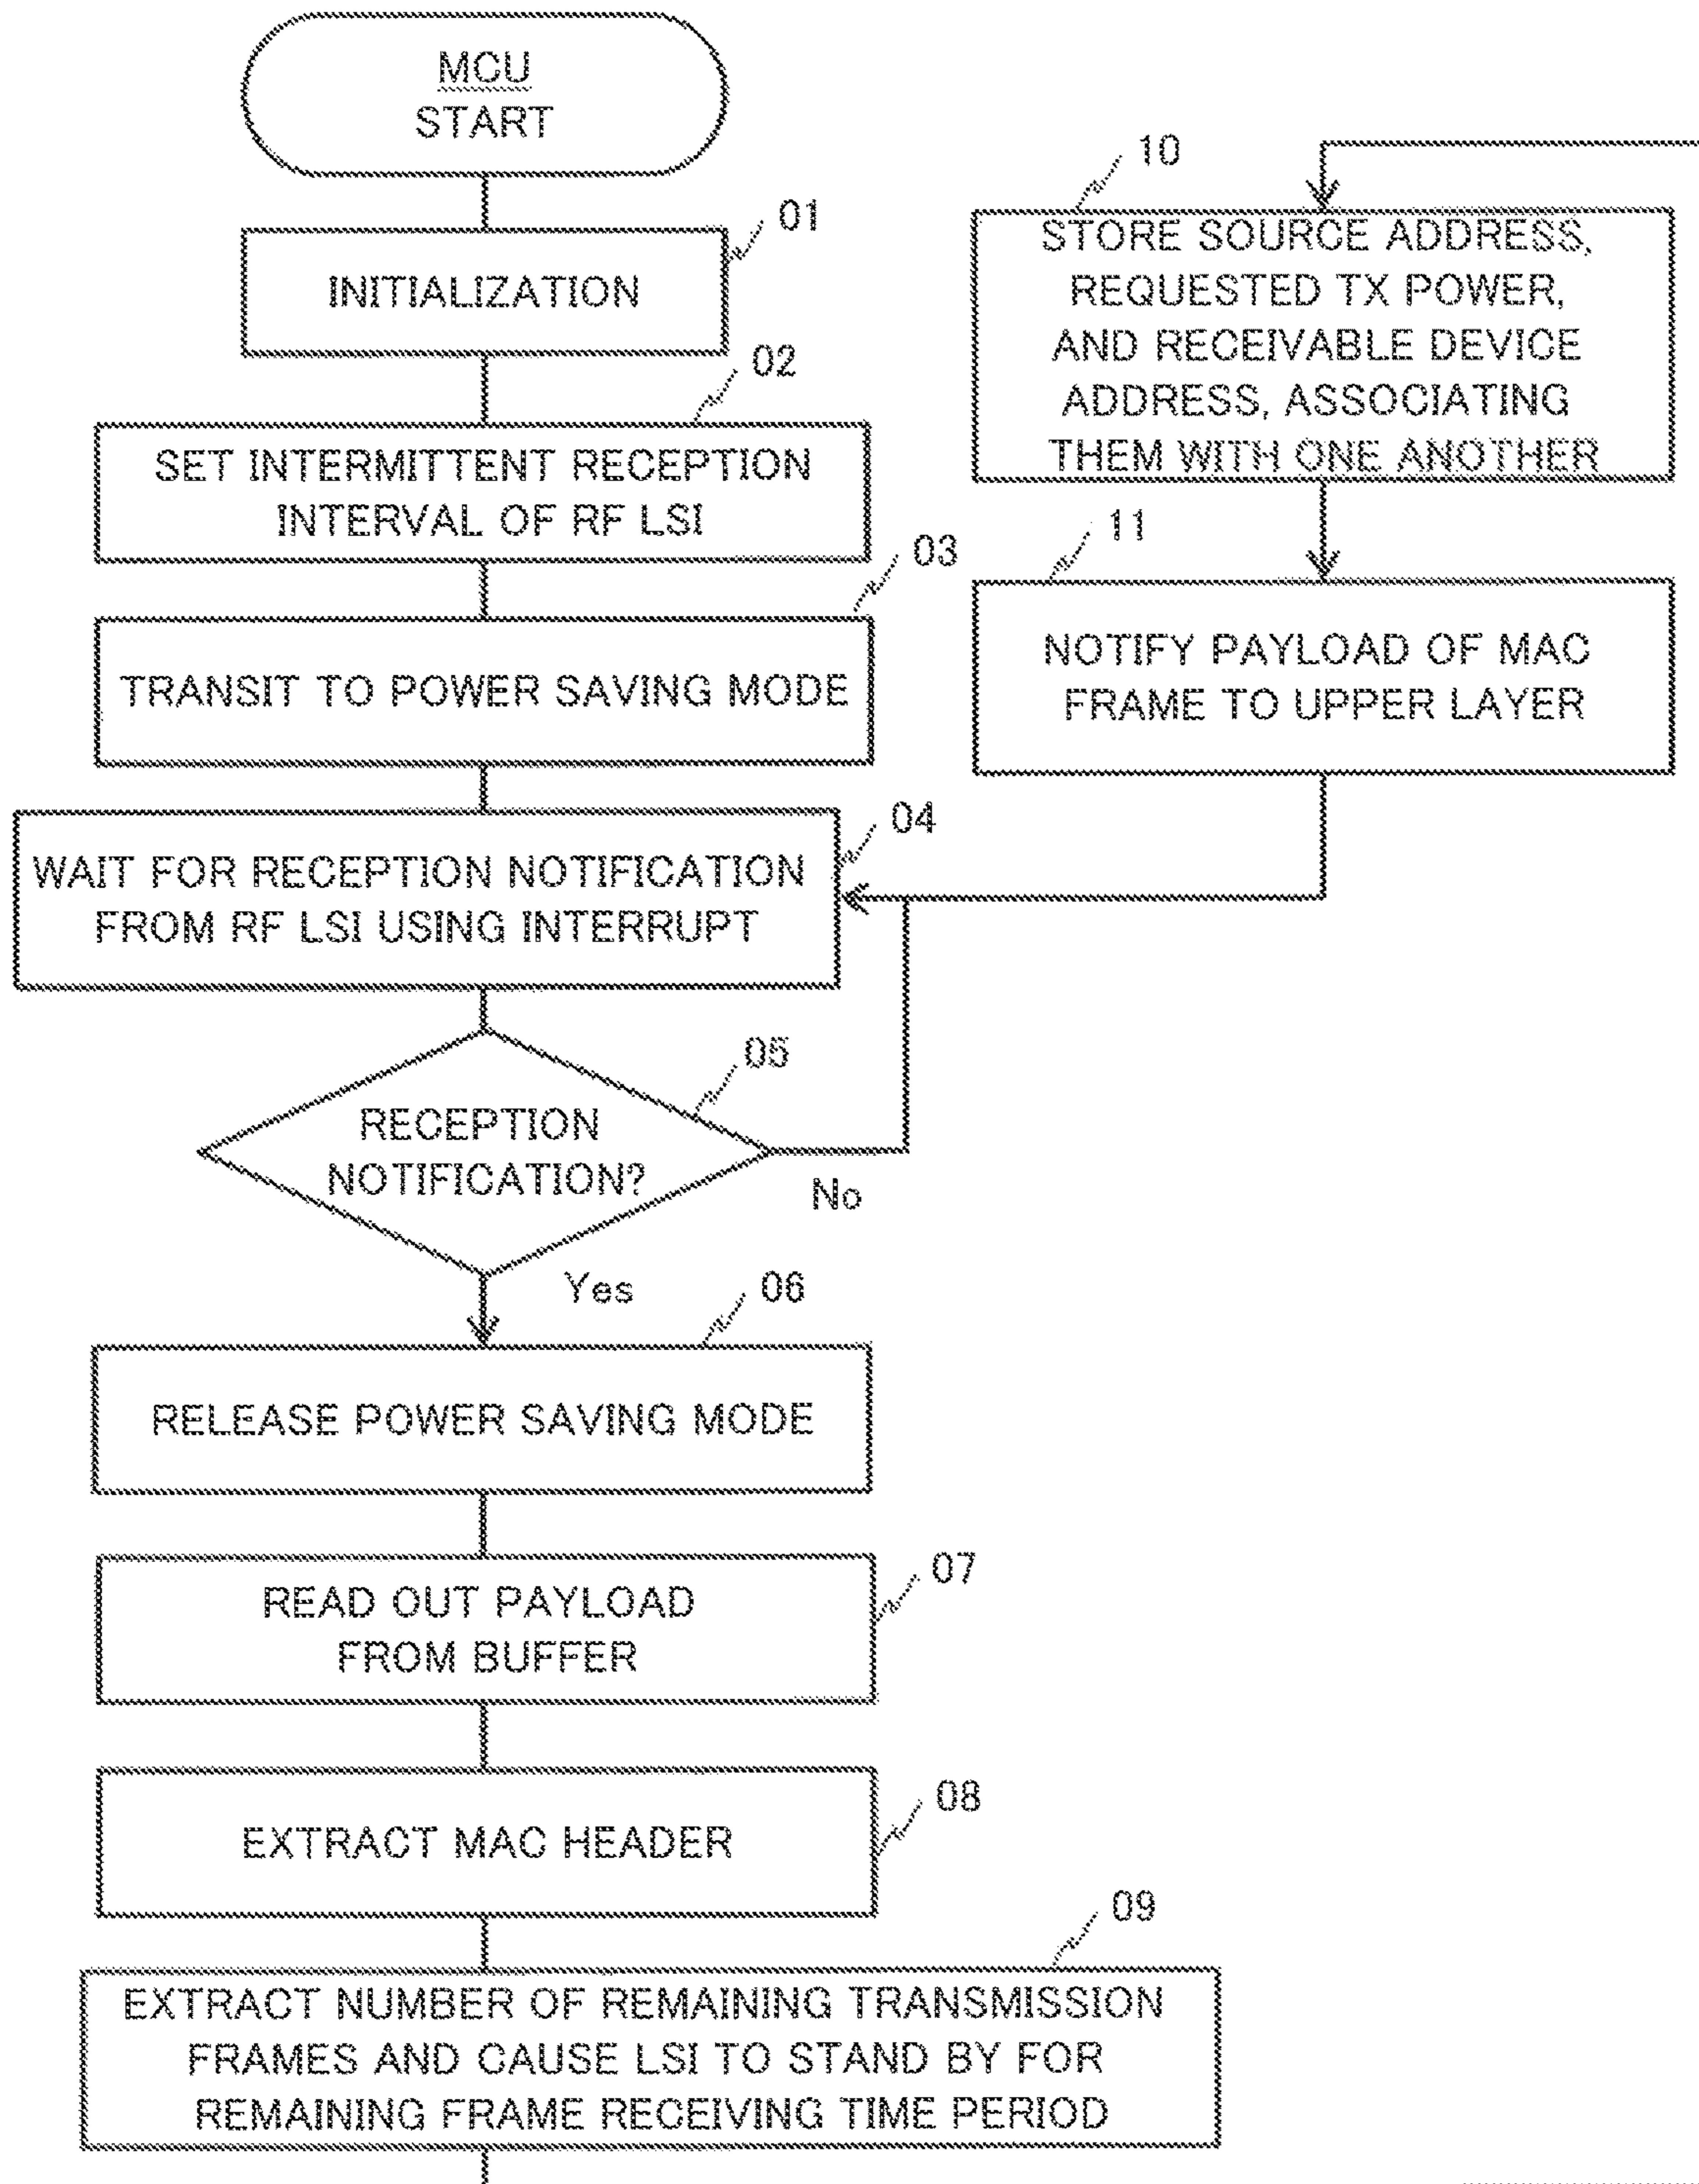 MCU
START
01
INITIALIZATION
02
SET INTERMITTENT RECEPTION
INTERVAL OF RF LSI
03
TRANSIT TO POWER SAVING MODE
04
WAIT FOR RECEPTION NOTIFICATION
FROM RF LSI USING INTERRUPT
05
RECEPTION
NOTIFICATION?
No
Yes
06
RELEASE POWER SAVING MODE
07
READ OUT PAYLOAD
FROM BUFFER
08
EXTRACT MAC HEADER
09
EXTRACT NUMBER OF REMAINING TRANSMISSION
FRAMES AND CAUSE LSI TO STAND BY FOR
REMAINING FRAME RECEIVING TIME PERIOD
10
STORE SOURCE ADDRESS,
REQUESTED TX POWER,
AND RECEIVABLE DEVICE
ADDRESS, ASSOCIATING
THEM WITH ONE ANOTHER
11
NOTIFY PAYLOAD OF MAC
FRAME TO UPPER LAYER